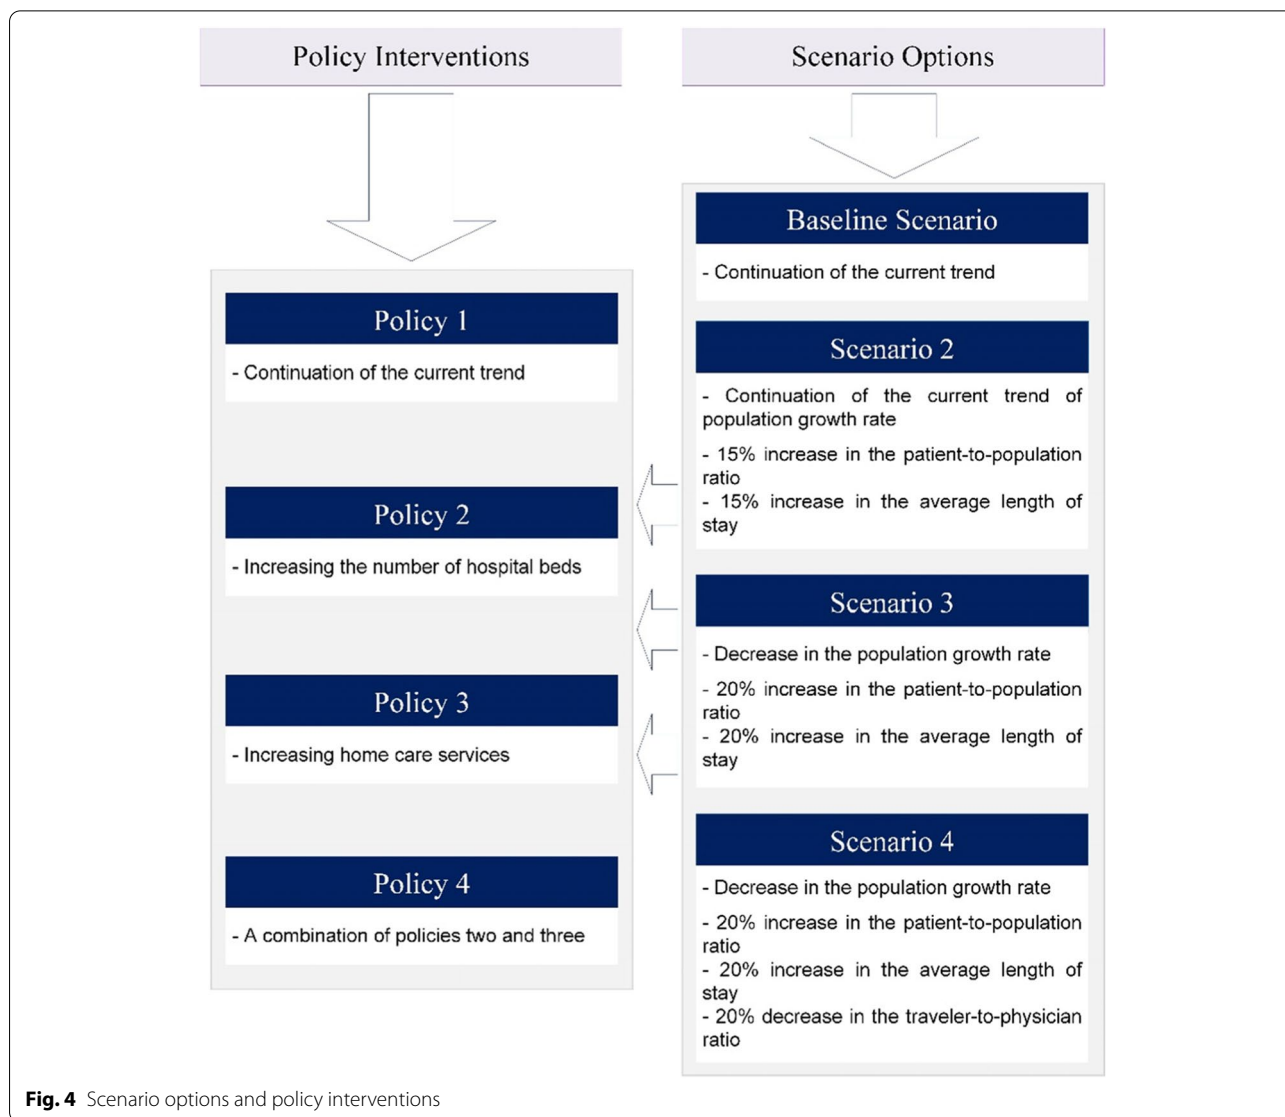 Policy Interventions
Policy 1
- Continuation of the current trend
Policy 2
- Increasing the number of hospital beds
Policy 3
- Increasing home care services
Policy 4
- A combination of policies two and three
Scenario Options
Baseline Scenario
- Continuation of the current trend
Scenario 2
- Continuation of the current trend of
population growth rate
- 15% increase in the patient-to-population
ratio
- 15% increase in the average length of
stay
Scenario 3
- Decrease in the population growth rate
- 20% increase in the patient-to-population
ratio
- 20% increase in the average length of
stay
Scenario 4
- Decrease in the population growth rate
- 20% increase in the patient-to-population
ratio
- 20% increase in the average length of
stay
- 20% decrease in the traveler-to-physician
ratio
Fig. 4 Scenario options and policy interventions